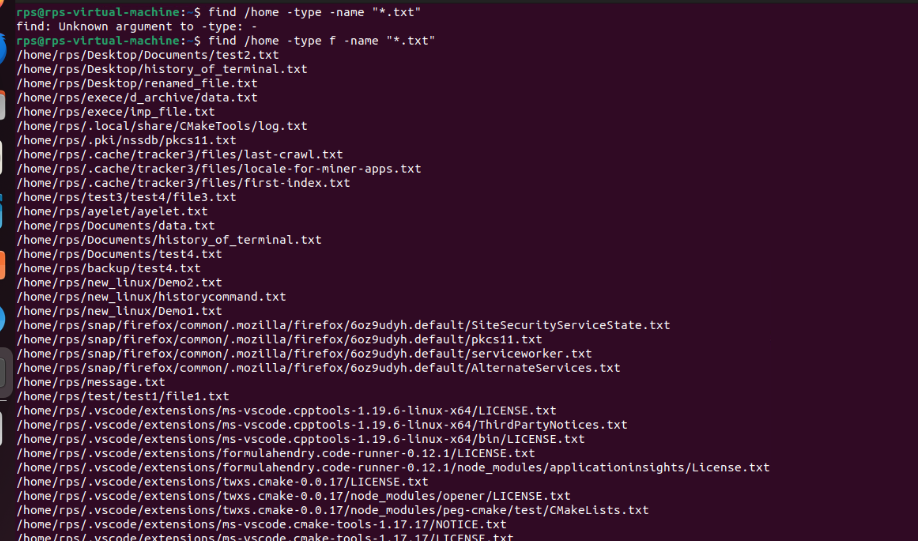 rps@rps-virtual-machine:~$ find /home -type -name "*.txt"
find: Unknown argument to -type: -
rps@rps-virtual-machine:~$ find /home -type f -name "*.txt"
/home/rps/Desktop/Documents/test2.txt
/home/rps/Desktop/history_of_terminal.txt
/home/rps/Desktop/renamed_file.txt
/home/rps/exece/d_archive/data.txt
/home/rps/exece/imp_file.txt
/home/rps/.local/share/CMakeTools/log.txt
/home/rps/.pki/nssdb/pkcs11.txt
/home/rps/.cache/tracker3/files/last-crawl.txt
/home/rps/.cache/tracker3/files/locale-for-miner-apps.txt
/home/rps/.cache/tracker3/files/first-index.txt
/home/rps/test3/test4/file3.txt
/home/rps/ayelet/ayelet.txt
/home/rps/Documents/data.txt
/home/rps/Documents/history_of_terminal.txt
/home/rps/Documents/test4.txt
/home/rps/backup/test4.txt
/home/rps/new_linux/Demo2.txt
/home/rps/new_linux/historycommand.txt
/home/rps/new_linux/Demo1.txt
/home/rps/snap/firefox/common/.mozilla/firefox/6oz9udyh.default/SiteSecurityServiceState.txt
/home/rps/snap/firefox/common/.mozilla/firefox/6oz9udyh.default/pkcs11.txt
/home/rps/snap/firefox/common/.mozilla/firefox/6oz9udyh.default/serviceworker.txt
/home/rps/snap/firefox/common/.mozilla/firefox/6oz9udyh.default/AlternateServices.txt
/home/rps/message.txt
/home/rps/test/test1/file1.txt
/home/rps/.vscode/extensions/ms-vscode.cpptools-1.19.6-linux-x64/LICENSE.txt
/home/rps/.vscode/extensions/ms-vscode.cpptools-1.19.6-linux-x64/ThirdPartyNotices.txt
/home/rps/.vscode/extensions/ms-vscode.cpptools-1.19.6-linux-x64/bin/LICENSE.txt
/home/rps/.vscode/extensions/formulahendry.code-runner-0.12.1/LICENSE.txt
/home/rps/.vscode/extensions/formulahendry.code-runner-0.12.1/node_modules/applicationinsights/License.txt
/home/rps/.vscode/extensions/twxs.cmake-0.0.17/LICENSE.txt
/home/rps/.vscode/extensions/twxs.cmake-0.0.17/node_modules/opener/LICENSE.txt
/home/rps/.vscode/extensions/twxs.cmake-0.0.17/node_modules/peg-cmake/test/CMakeLists.txt
/home/rps/.vscode/extensions/ms-vscode.cmake-tools-1.17.17/NOTICE.txt
/home/rps/.vscode/extensions/ms-vscode.cmake-tools-1.17.17/LICENSE.txt